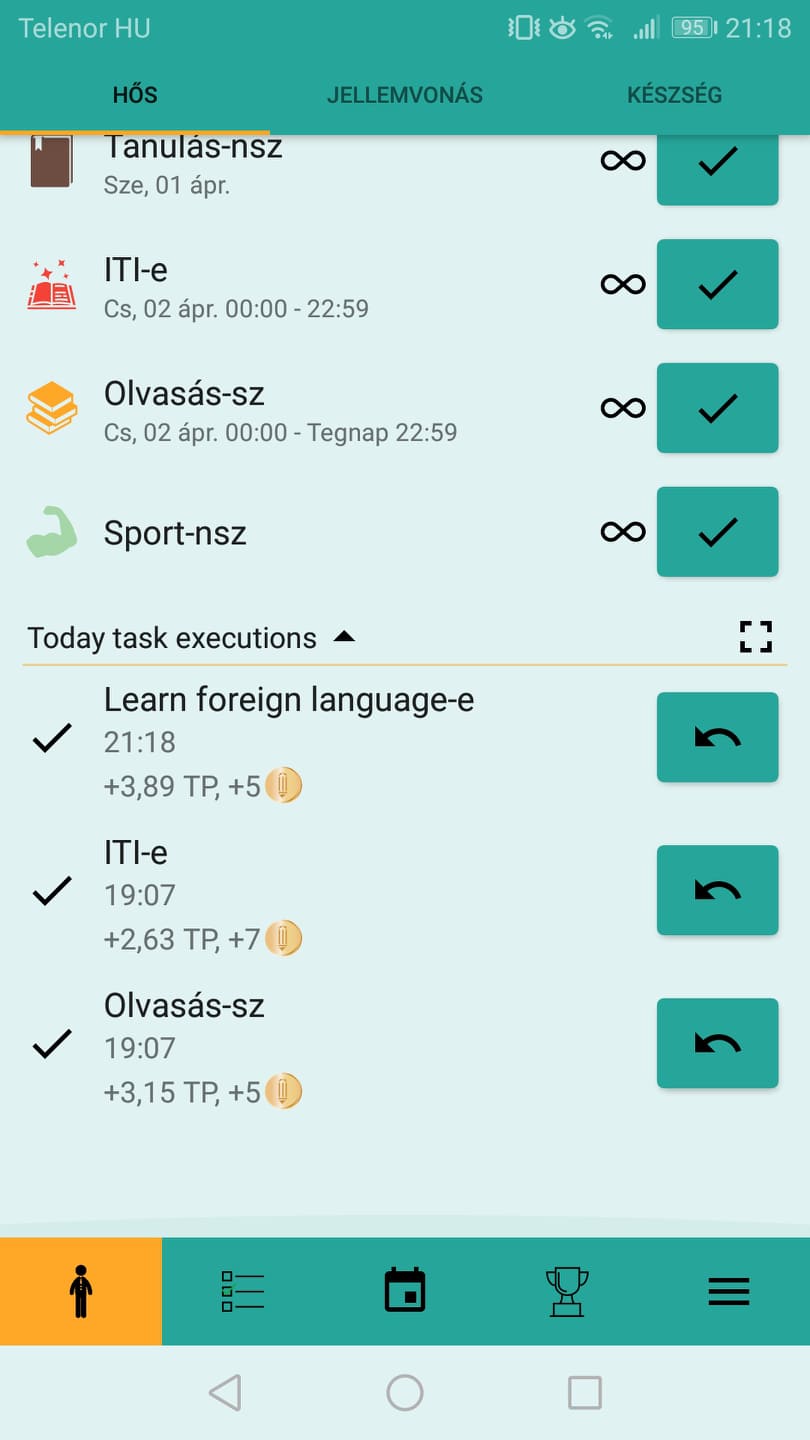 Telenor HU
95
21:18
HŐS
JELLEMVONÁS
KÉSZSÉG
Tanulás-nsz
Sze, 01 ápr.
ITI-e
Cs, 02 ápr. 00:00 - 22:59
Olvasás-sz
Cs, 02 ápr. 00:00 - Tegnap 22:59
Sport-nsz
Today task executions
Learn foreign language-e
21:18
+3,89 TP, +5
ITI-e
19:07
+2,63 TP, +7
Olvasás-sz
19:07
+3,15 TP, +5